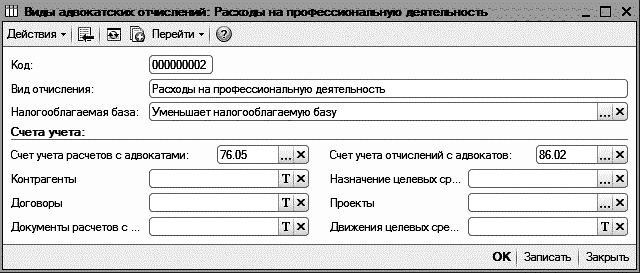 Виды адвокатских отчислений: Расходы на профессиональную деятельность
Действия Перейти ?
Код: 000000002
Вид отчисления: Расходы на профессиональную деятельность
Налогооблагаемая база: Уменьшает налогооблагаемую базу ... ×
Счета учета:
Счет учета расчетов с адвокатами: 76.05 ... × Счет учета отчислений с адвокатов: 86.02 ... ×
Контрагенты T × Назначение целевых ср... ... ×
Договоры T × Проекты ... ×
Документы расчетов с ... T × Движения целевых сре... T ×
OK Записать Закрыть